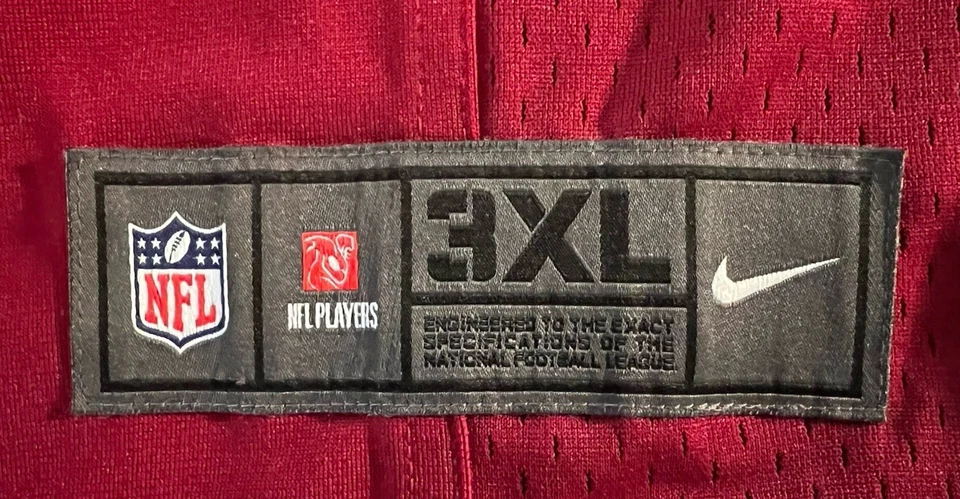 NFL
NFL PLAYERS
3XL
ENGINEERED TO THE EXACT
SPECIFICATIONS OF THE
NATIONAL FOOTBALL LEAGUE.